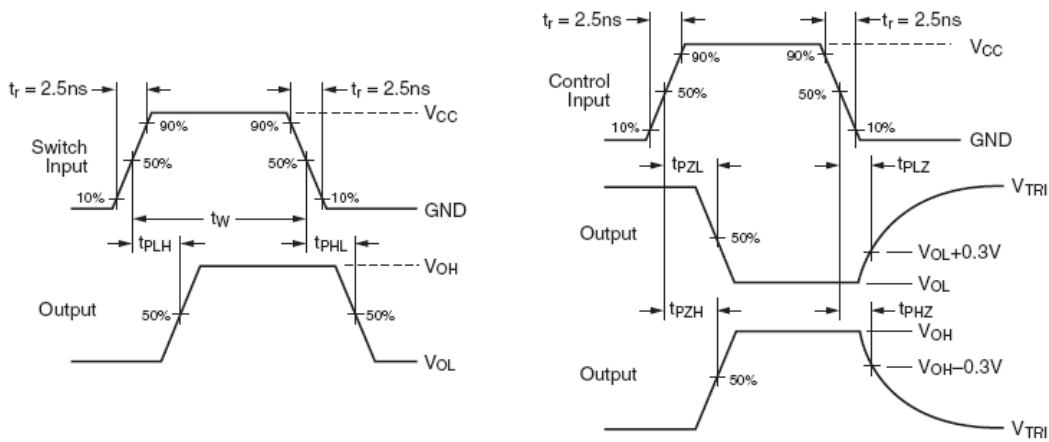 tr = 2.5ns
tr = 2.5ns
VCC
90%
90%
Switch
Input
50%
50%
10%
10%
GND
tW
tPLH
tPHL
VOH
Output
50%
50%
VOL
tr = 2.5ns
tr = 2.5ns
VCC
90%
90%
Control
Input
50%
50%
10%
10%
GND
tPZL
tPLZ
VTRI
Output
50%
VOL+0.3V
VOL
tPZH
tPHZ
VOH
VOH–0.3V
Output
50%
VTRI